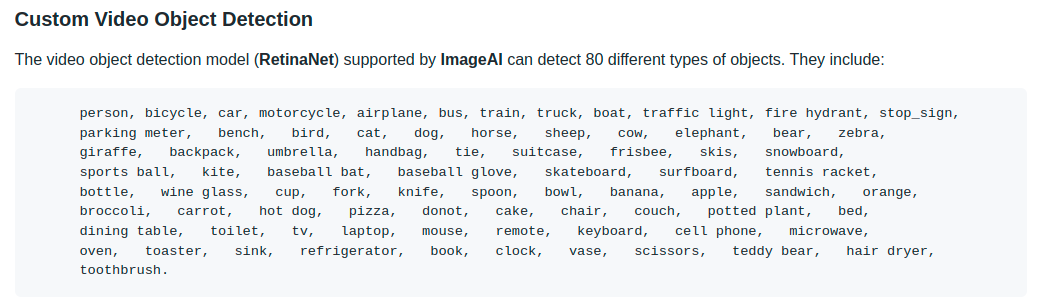 Custom Video Object Detection
The video object detection model (RetinaNet) supported by ImageAI can detect 80 different types of objects. They include:
person, bicycle, car, motorcycle, airplane, bus, train, truck, boat, traffic light, fire hydrant, stop_sign,
parking meter, bench, bird, cat, dog, horse, sheep, cow, elephant, bear, zebra,
giraffe, backpack, umbrella, handbag, tie, suitcase, frisbee, skis, snowboard,
sports ball, kite, baseball bat, baseball glove, skateboard, surfboard, tennis racket,
bottle, wine glass, cup, fork, knife, spoon, bowl, banana, apple, sandwich, orange,
broccoli, carrot, hot dog, pizza, donot, cake, chair, couch, potted plant, bed,
dining table, toilet, tv, laptop, mouse, remote, keyboard, cell phone, microwave,
oven, toaster, sink, refrigerator, book, clock, vase, scissors, teddy bear, hair dryer,
toothbrush.